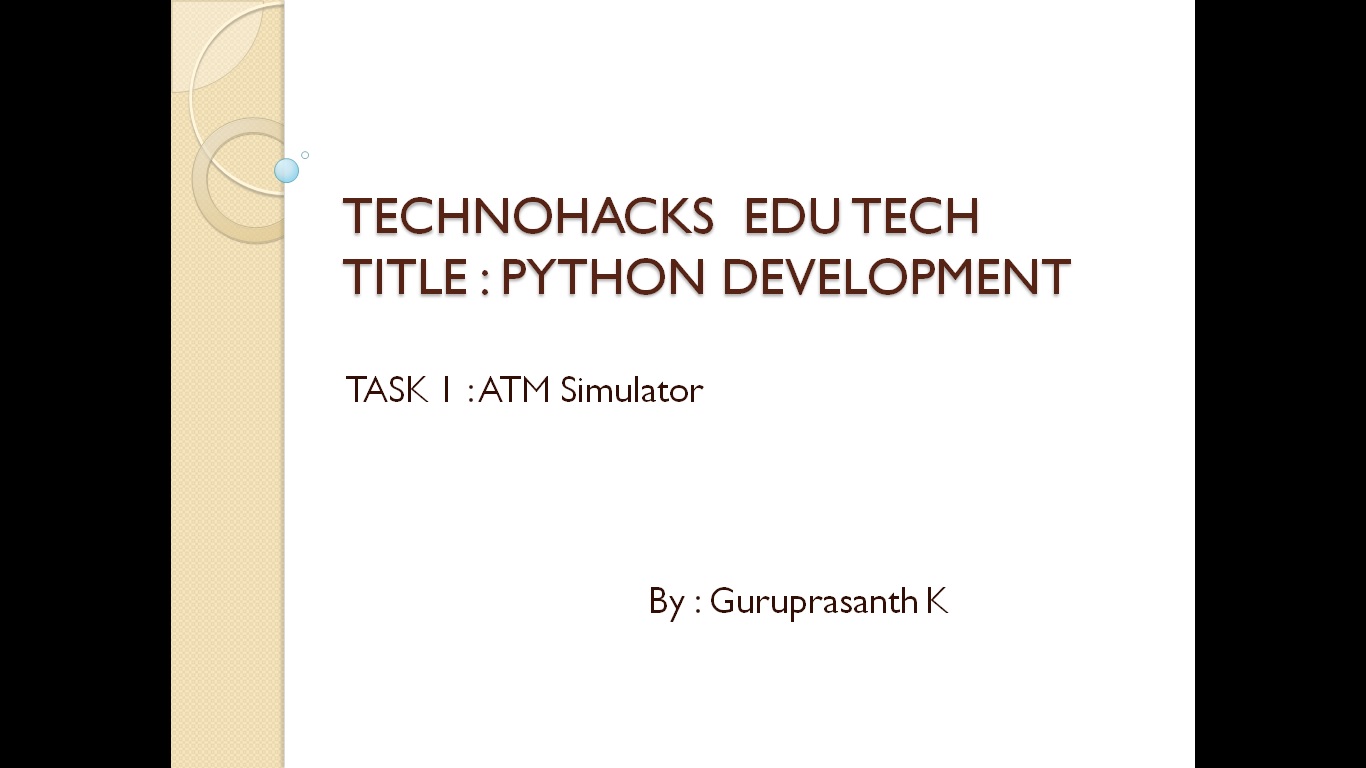 TECHNOHACKS EDU TECH
TITLE : PYTHON DEVELOPMENT
TASK 1 : ATM Simulator
By : Guruprasanth K